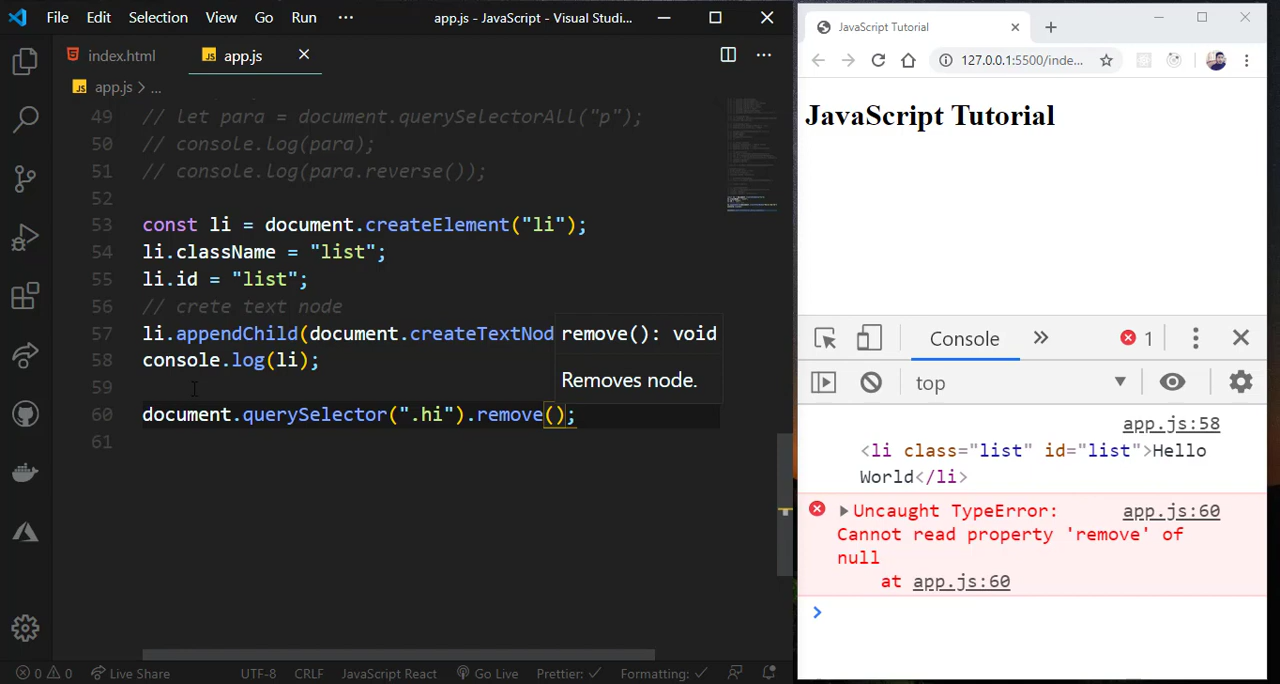 File Edit Selection View Go Run ··· app.js - JavaScript - Visual Studi...
index.html app.js
app.js > ...
49 // let para = document.querySelectorAll("p");
50 // console.log(para);
51 // console.log(para.reverse());
52
53 const li = document.createElement("li");
54 li.className = "list";
55 li.id = "list";
56 // crete text node
57 li.appendChild(document.createTextNod
58 console.log(li);
59
60 document.querySelector(".hi").remove();
61
remove(): void
Removes node.
0 0 Live Share UTF-8 CRLF JavaScript React Go Live Prettier: ✓ Formatting: ✓
JavaScript Tutorial
127.0.0.1:5500/inde...
JavaScript Tutorial
Console » 1
top
app.js:58
<li class="list" id="list">Hello
World</li>
Uncaught TypeError: app.js:60
Cannot read property 'remove' of
null
at app.js:60